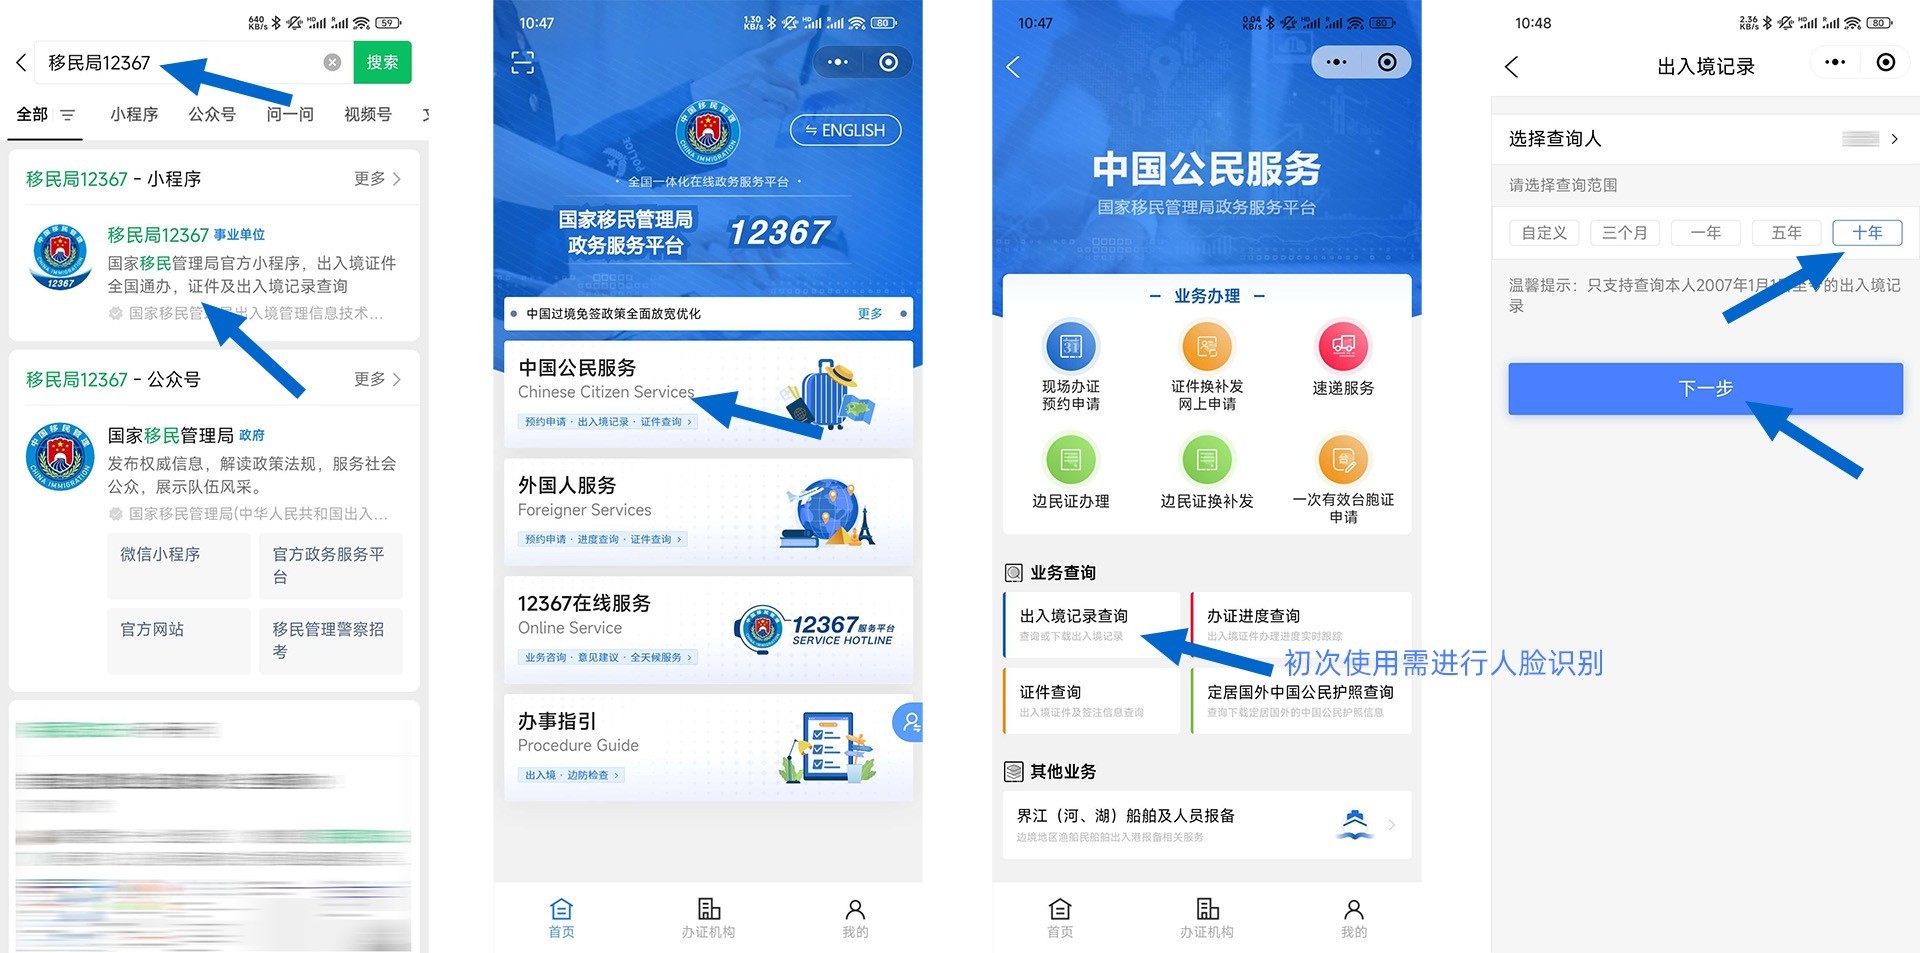 640 KB/s HD 59
移民局12367
搜索
全部
小程序
公众号
问一问
视频号
移民局12367 - 小程序
更多
移民局12367 事业单位
国家移民管理局官方小程序，出入境证件
全国通办，证件及出入境记录查询
12367
移民局12367 - 公众号
更多
国家移民管理局 政府
发布权威信息，解读政策法规，服务社会
公众，展示队伍风采。
国家移民管理局(中华人民共和国出入...
微信小程序
官方政务服务平
台
官方网站
移民管理警察招
考
10:47
1.30 KB/s HD 80
中国移民管理
CHINA IMMIGRATION
POLICE
ENGLISH
· 全国一体化在线政务服务平台 ·
国家移民管理局
政务服务平台
12367
中国过境免签政策全面放宽优化
更多
中国公民服务
Chinese Citizen Services
预约申请 · 出入境记录 · 证件查询 ›
外国人服务
Foreigner Services
预约申请 · 进度查询 · 证件查询 ›
12367在线服务
Online Service
业务咨询 · 意见建议 · 全天候服务 ›
12367服务平台
SERVICE HOTLINE
办事指引
Procedure Guide
出入境 · 边防检查 ›
首页
办证机构
我的
10:47
0.04 KB/s HD 80
中国公民服务
国家移民管理局政务服务平台
业务办理
31
现场办证
预约申请
证件换补发
网上申请
速递服务
边民证办理
边民证换补发
一次有效台胞证
申请
业务查询
出入境记录查询
查询或下载出入境记录
办证进度查询
出入境证件办理进度实时跟踪
初次使用需进行人脸识别
证件查询
出入境证件及签注信息查询
定居国外中国公民护照查询
查询下载定居国外的中国公民护照信息
其他业务
界江（河、湖）船舶及人员报备
边境地区渔船民船舶出入港报备相关服务
首页
办证机构
我的
10:48
2.36 KB/s HD 80
出入境记录
选择查询人
请选择查询范围
自定义
三个月
一年
五年
十年
温馨提示：只支持查询本人2007年1月1日至今的出入境记
录
下一步